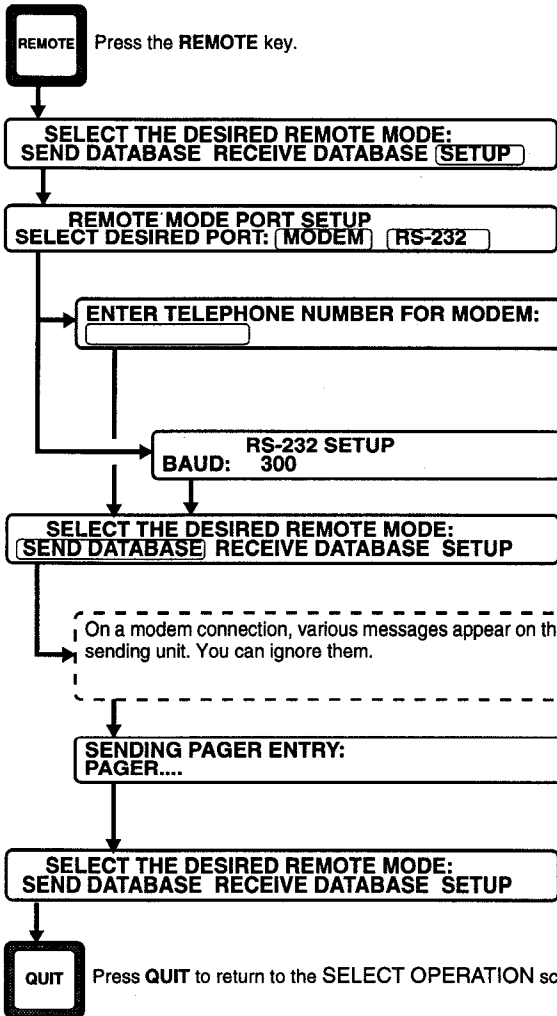 REMOTE
Press the REMOTE key.
SELECT THE DESIRED REMOTE MODE:
SEND DATABASE RECEIVE DATABASE SETUP
REMOTE MODE PORT SETUP
SELECT DESIRED PORT: MODEM RS-232
ENTER TELEPHONE NUMBER FOR MODEM:
RS-232 SETUP
BAUD: 300
SELECT THE DESIRED REMOTE MODE:
SEND DATABASE RECEIVE DATABASE SETUP
On a modem connection, various messages appear on th
sending unit. You can ignore them.
SENDING PAGER ENTRY:
PAGER....
SELECT THE DESIRED REMOTE MODE:
SEND DATABASE RECEIVE DATABASE SETUP
QUIT
Press QUIT to return to the SELECT OPERATION sc